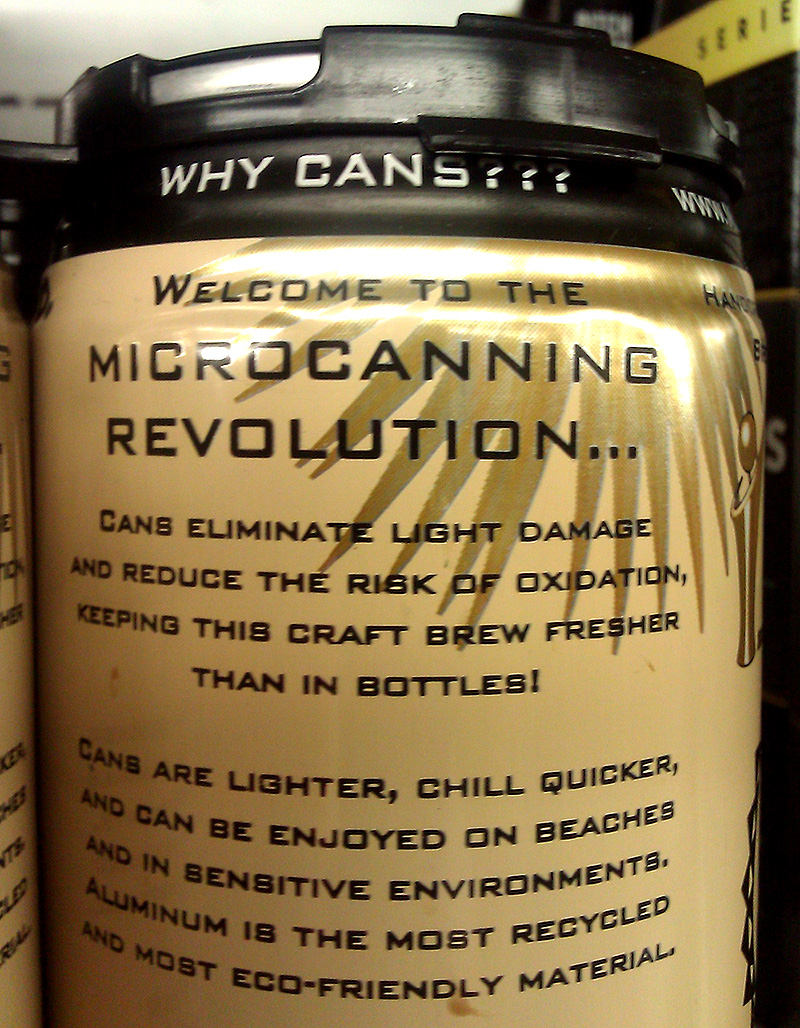 SERIE
WHY CANS???
WWW.
WELCOME TO THE
MICROCANNING
REVOLUTION...
CANS ELIMINATE LIGHT DAMAGE
AND REDUCE THE RISK OF OXIDATION,
KEEPING THIS CRAFT BREW FRESHER
THAN IN BOTTLES!
CANS ARE LIGHTER, CHILL QUICKER,
AND CAN BE ENJOYED ON BEACHES
AND IN SENSITIVE ENVIRONMENTS.
ALUMINUM IS THE MOST RECYCLED
AND MOST ECO-FRIENDLY MATERIAL.